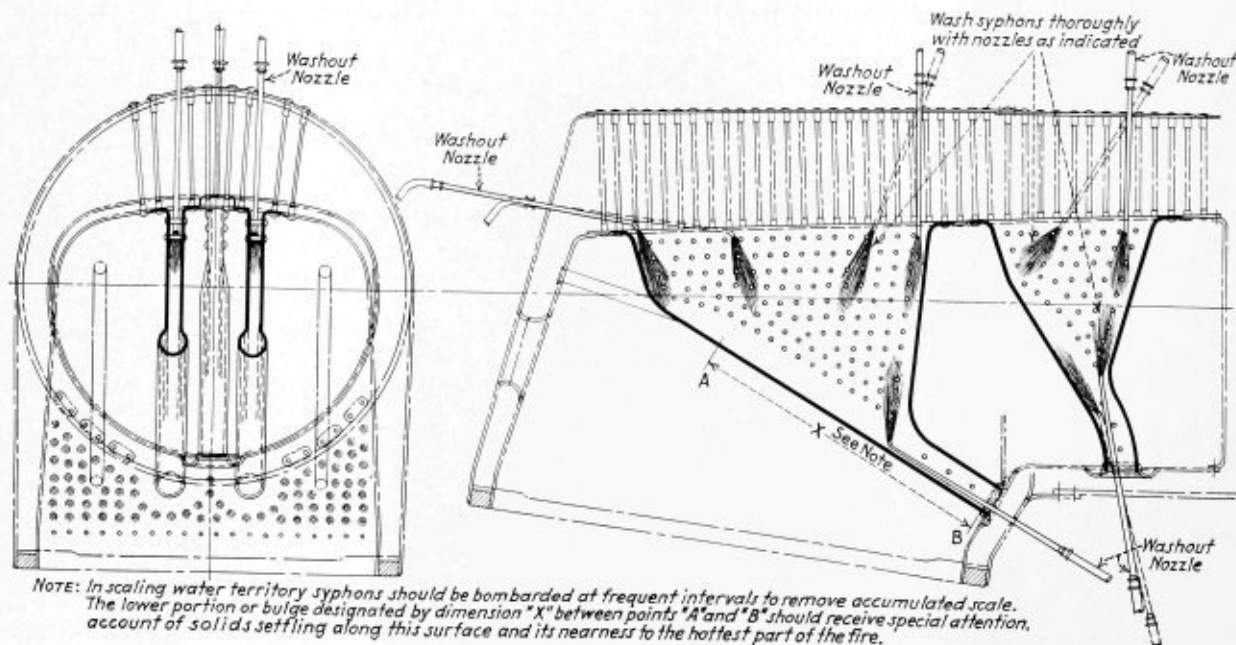 Wash syphons thoroughly
with nozzles as indicated
Washout
Nozzle
Washout
Nozzle
Washout
Nozzle
Washout
Nozzle
A
X
See Note
B
Washout
Nozzle
NOTE: In scaling water territory syphons should be bombarded at frequent intervals to remove accumulated scale.
The lower portion or bulge designated by dimension "X" between points "A" and "B" should receive special attention,
account of solids settling along this surface and its nearness to the hottest part of the fire.